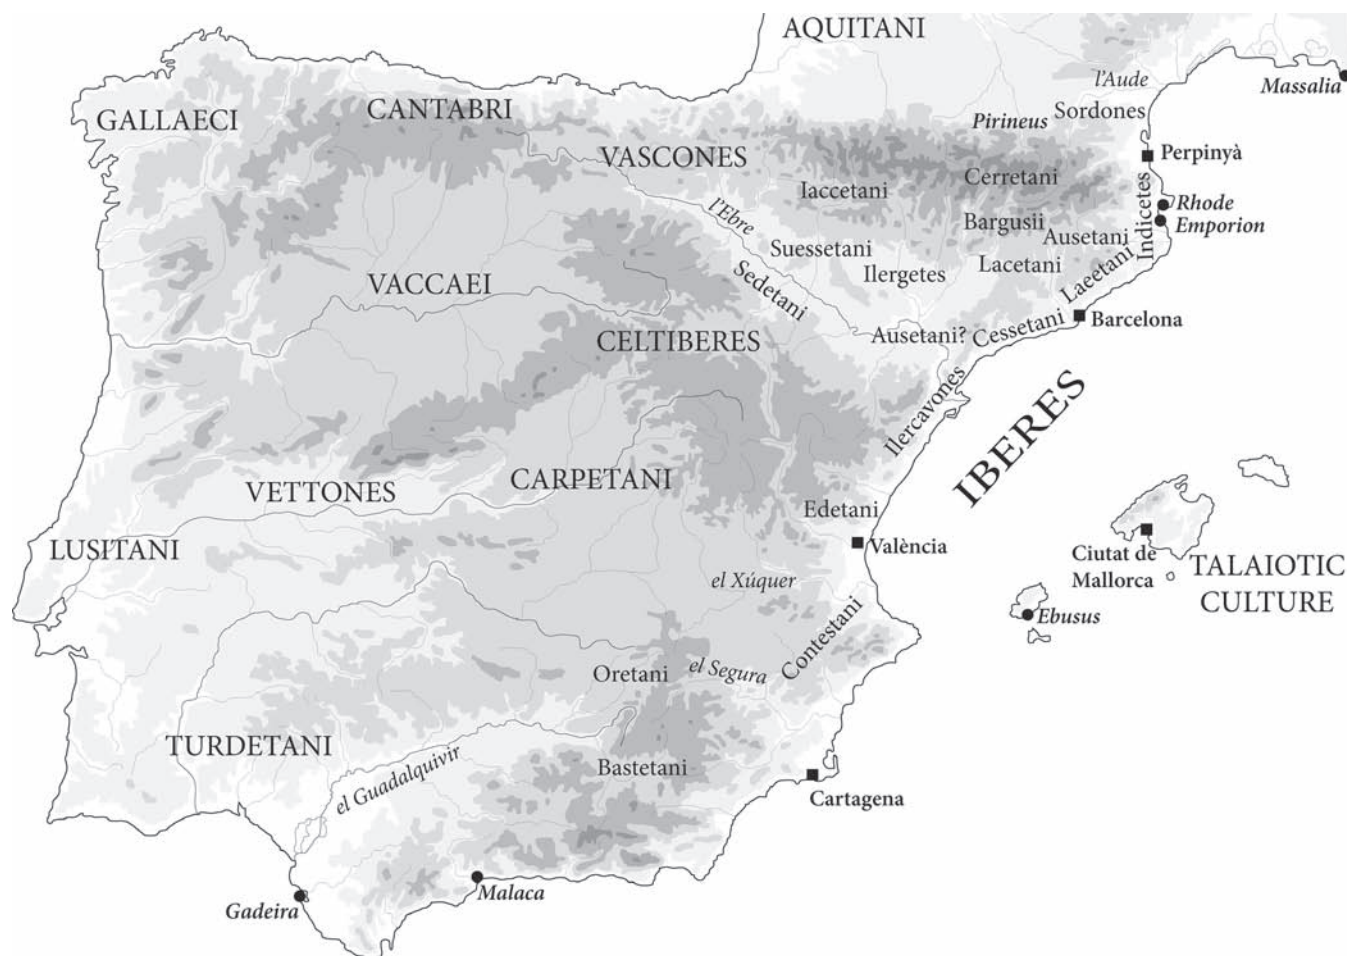 AQUITANI
l'Aude
Massalia
CANTABRI
Sordones
GALLAECI
Pirineus
VASCONES
Perpinyà
Cerretani
Iaccetani
Indicetes
Rhode
l'Ebre
Bargusii
Emporion
Ausetani
Suessetani
Lacetani
Ilergetes
Laeetani
VACCAEI
Sedetani
Barcelona
Cessetani
Ausetani?
CELTIBERES
Ilercavones
IBERES
CARPETANI
VETTONES
Edetani
LUSITANI
València
Ciutat de
Mallorca
TALAIOTIC
CULTURE
el Xúquer
Ebusus
Contestani
Oretani
el Segura
TURDETANI
Bastetani
el Guadalquivir
Cartagena
Malaca
Gadeira